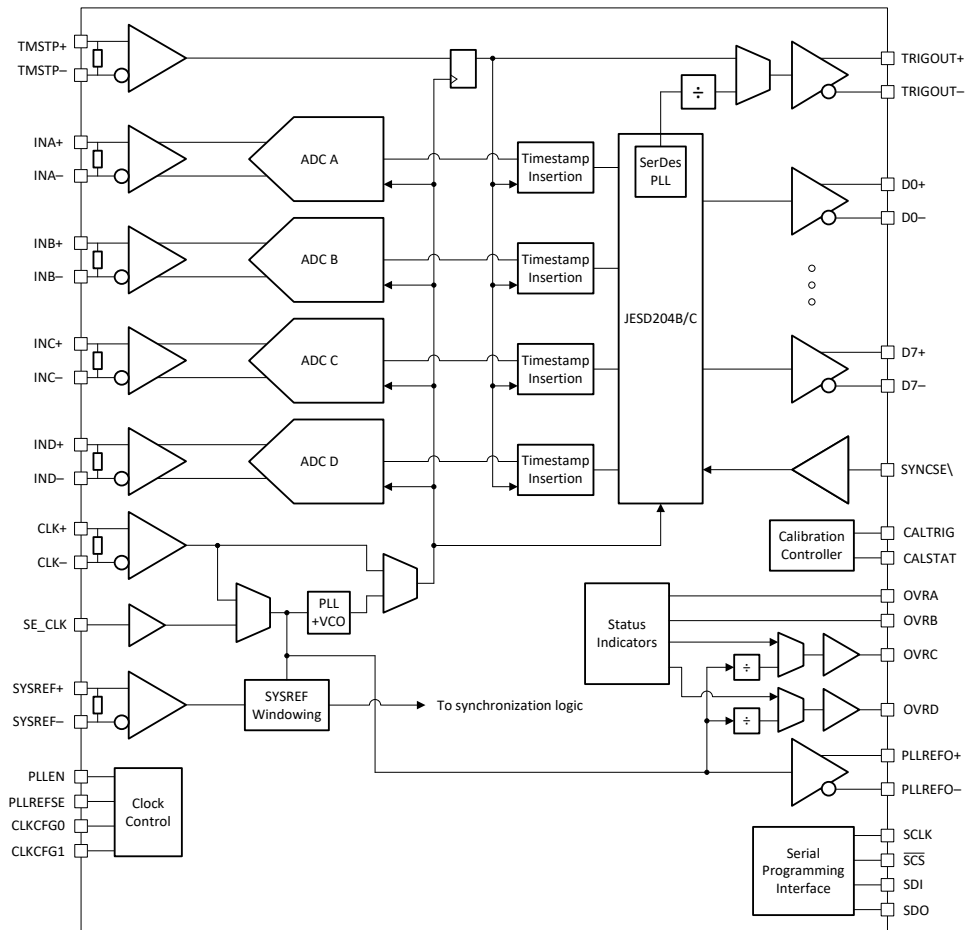 TMSTP+
TMSTP–
INA+
INA–
INB+
INB–
INC+
INC–
IND+
IND–
CLK+
CLK–
SE_CLK
SYSREF+
SYSREF–
PLLEN
PLLREFSE
CLKCFG0
CLKCFG1
Clock
Control
ADC A
ADC B
ADC C
ADC D
PLL
+VCO
SYSREF
Windowing
To synchronization logic
Timestamp
Insertion
Timestamp
Insertion
Timestamp
Insertion
Timestamp
Insertion
÷
SerDes
PLL
JESD204B/C
Calibration
Controller
Status
Indicators
÷
÷
Serial
Programming
Interface
TRIGOUT+
TRIGOUT–
D0+
D0–
D7+
D7–
SYNCSE\
CALTRIG
CALSTAT
OVRA
OVRB
OVRC
OVRD
PLLREFO+
PLLREFO–
SCLK
S̅C̅S̅
SDI
SDO